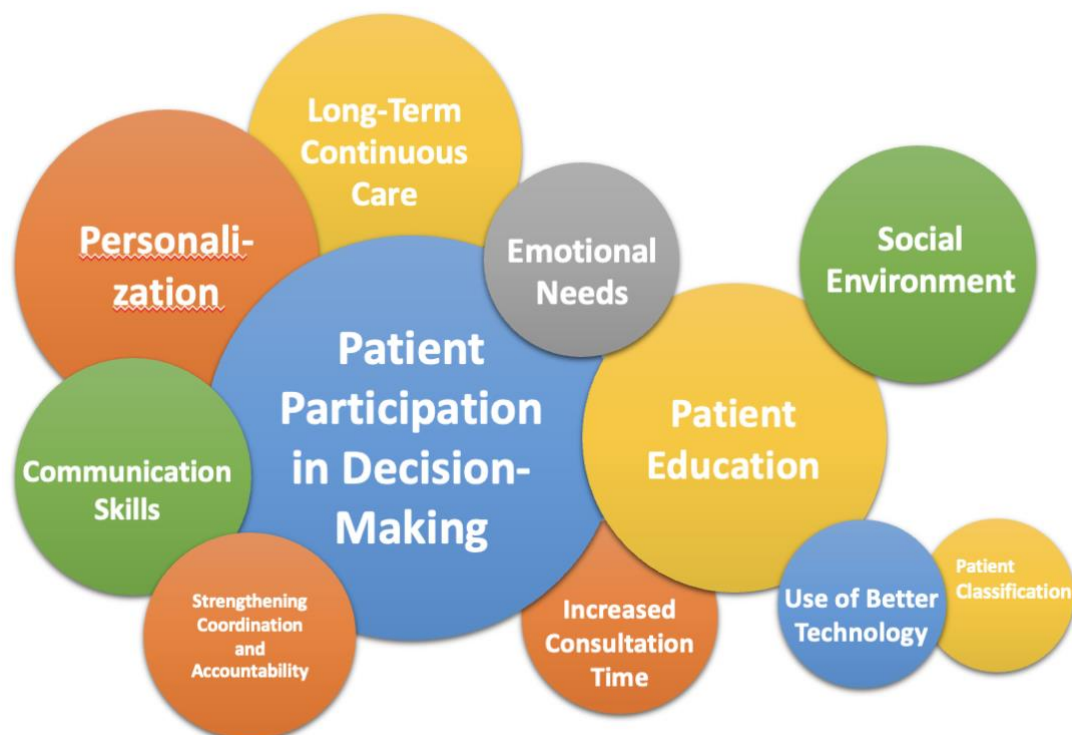 Long-Term
Continuous
Care
Personali-
zation
Emotional
Needs
Social
Environment
Patient
Participation
in Decision-
Making
Patient
Education
Communication
Skills
Strengthening
Coordination
and
Accountability
Increased
Consultation
Time
Use of Better
Technology
Patient
Classification